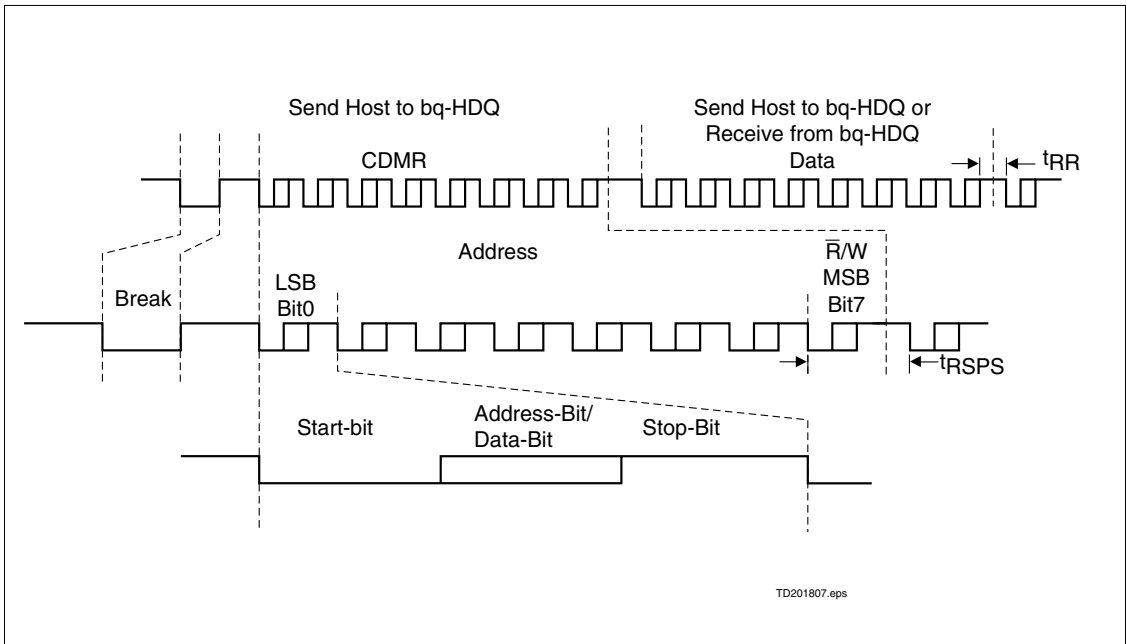 Send Host to bq-HDQ
Send Host to bq-HDQ or
Receive from bq-HDQ
CDMR
Data
tRR
Address
R̅/W
MSB
Bit7
LSB
Bit0
Break
tRSPS
Start-bit
Address-Bit/
Data-Bit
Stop-Bit
TD201807.eps